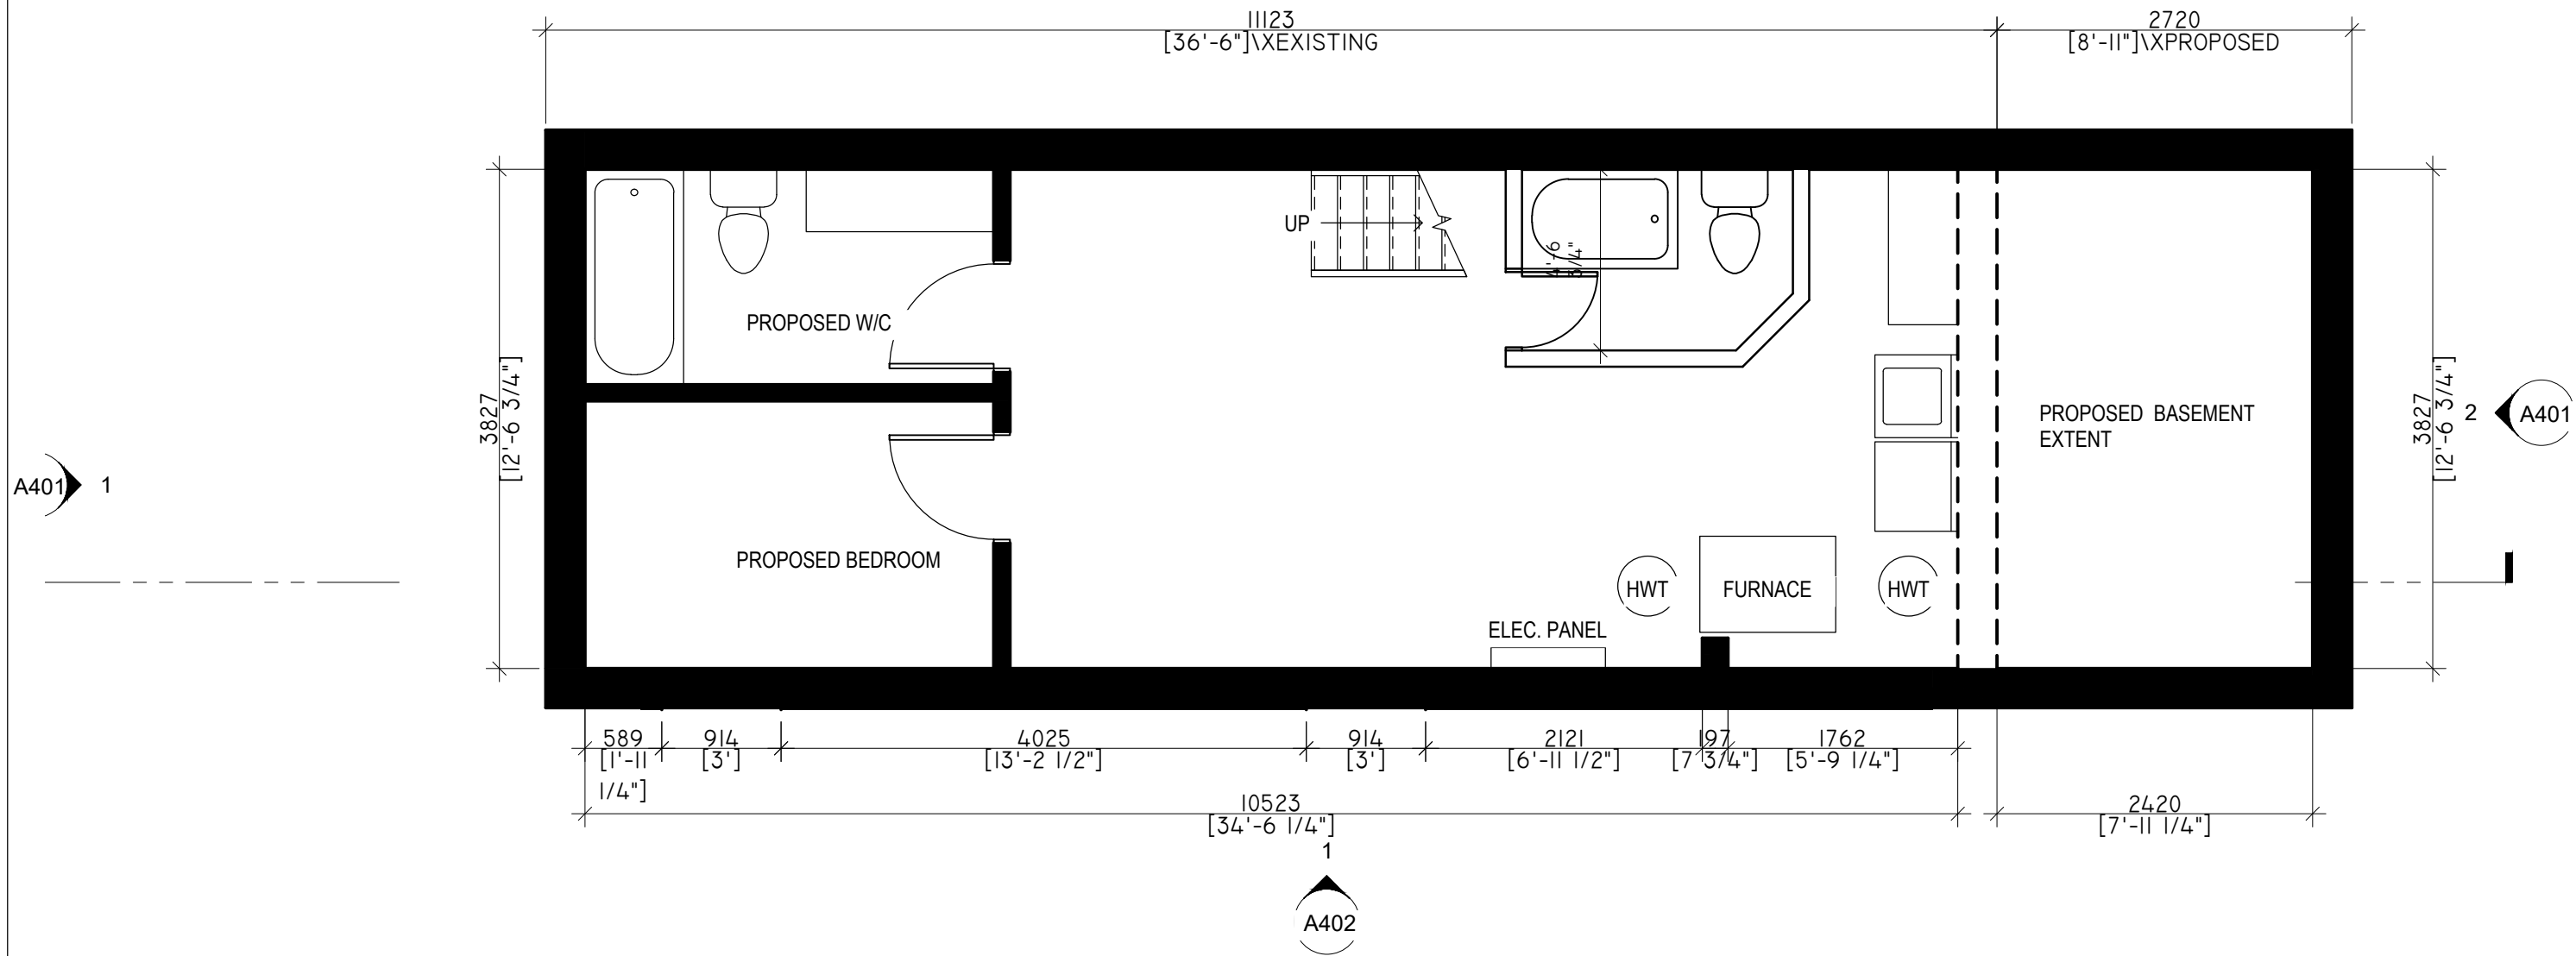 11123
[36'-6"]\XEXISTING
2720
[8'-11"]\XPROPOSED
UP
3/4"
PROPOSED W/C
3827
[12'-6 3/4"]
PROPOSED BASEMENT
EXTENT
3827
[12'-6 3/4"]
2
A401
A401
1
PROPOSED BEDROOM
HWT
FURNACE
HWT
ELEC. PANEL
589
[1'-11
1/4"]
914
[3']
4025
[13'-2 1/2"]
914
[3']
2121
[6'-11 1/2"]
197
[7 3/4"]
1762
[5'-9 1/4"]
10523
[34'-6 1/4"]
2420
[7'-11 1/4"]
1
A402